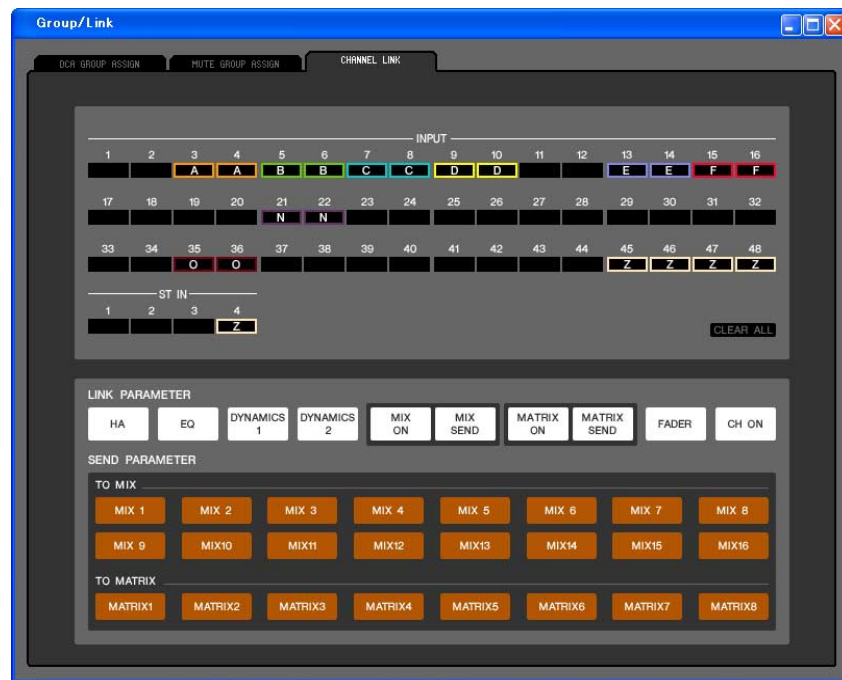 Group/Link
DCA GROUP ASSIGN MUTE GROUP ASSIGN CHANNEL LINK
INPUT
1 2 3 4 5 6 7 8 9 10 11 12 13 14 15 16
A A B B C C D D E E F F
17 18 19 20 21 22 23 24 25 26 27 28 29 30 31 32
N N
33 34 35 36 37 38 39 40 41 42 43 44 45 46 47 48
O O Z Z Z Z
ST IN
1 2 3 4
Z
CLEAR ALL
LINK PARAMETER
HA EQ DYNAMICS 1 DYNAMICS 2 MIX ON MIX SEND MATRIX ON MATRIX SEND FADER CH ON
SEND PARAMETER
TO MIX
MIX 1 MIX 2 MIX 3 MIX 4 MIX 5 MIX 6 MIX 7 MIX 8
MIX 9 MIX10 MIX11 MIX12 MIX13 MIX14 MIX15 MIX16
TO MATRIX
MATRIX1 MATRIX2 MATRIX3 MATRIX4 MATRIX5 MATRIX6 MATRIX7 MATRIX8